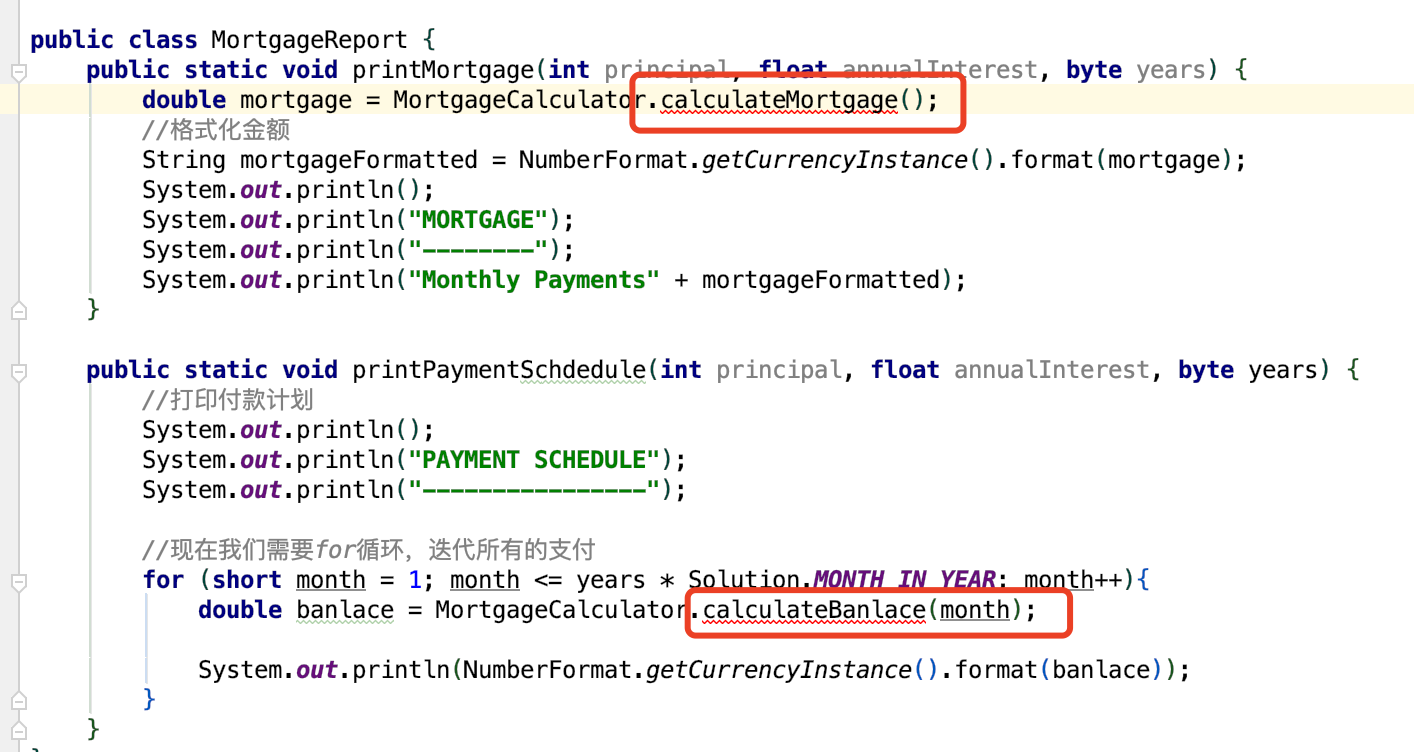 public class MortgageReport {
public static void printMortgage(int principal, float annualInterest, byte years) {
double mortgage = MortgageCalculator.calculateMortgage();
//格式化金额
String mortgageFormatted = NumberFormat.getCurrencyInstance().format(mortgage);
System.out.println();
System.out.println("MORTGAGE");
System.out.println("--------");
System.out.println("Monthly Payments" + mortgageFormatted);
}
public static void printPaymentSchdedule(int principal, float annualInterest, byte years) {
//打印付款计划
System.out.println();
System.out.println("PAYMENT SCHEDULE");
System.out.println("----------------");
//现在我们需要for循环，迭代所有的支付
for (short month = 1; month <= years * Solution.MONTH_IN_YEAR; month++){
double banlace = MortgageCalculator.calculateBanlace(month);
System.out.println(NumberFormat.getCurrencyInstance().format(banlace));
}
}
}